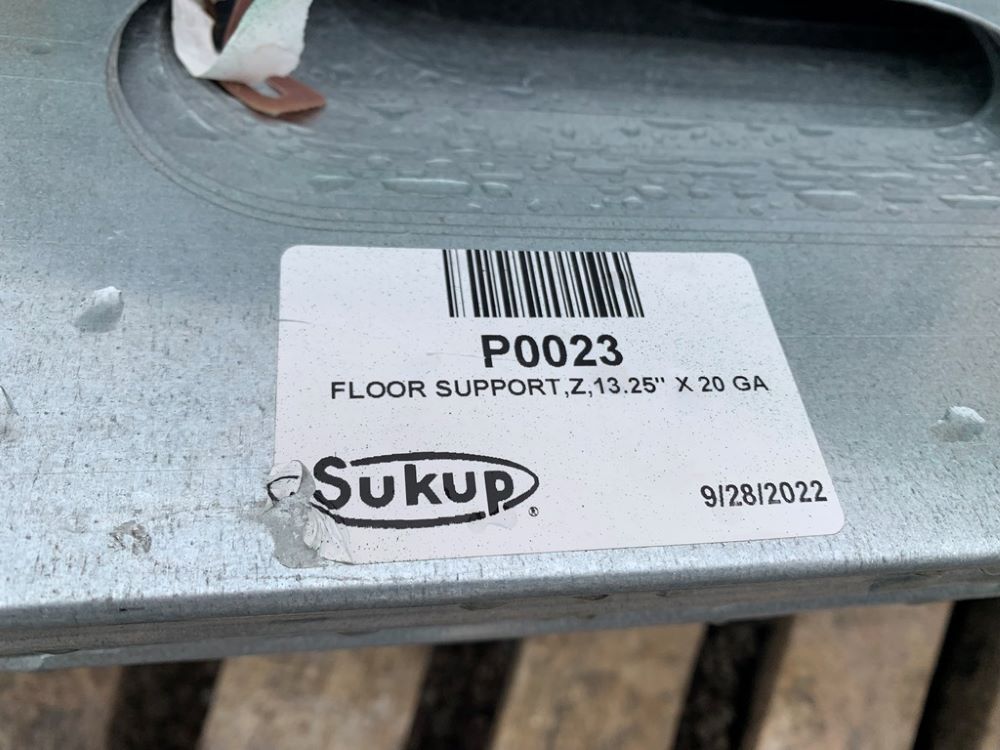 P0023
FLOOR SUPPORT,Z,13.25" X 20 GA
Sukup®
9/28/2022